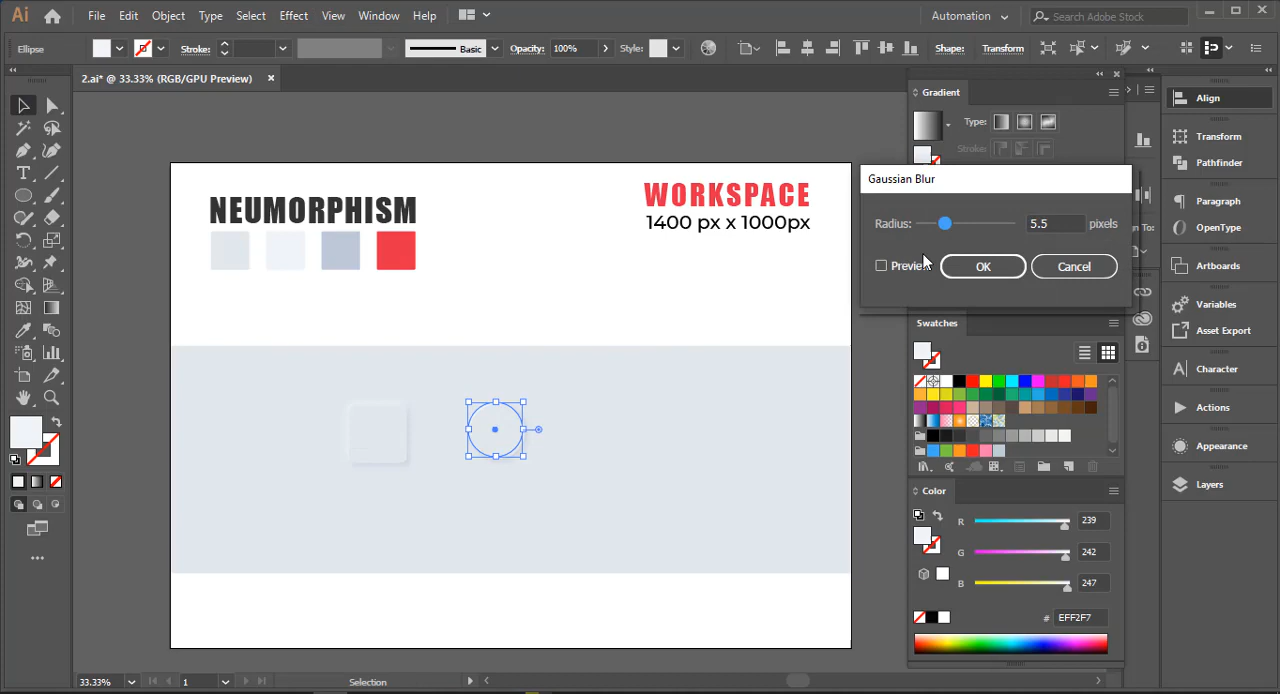 Ai File Edit Object Type Select Effect View Window Help Automation Search Adobe Stock
Ellipse Stroke: Basic Opacity: 100% Style: Shape: Transform
2.ai* @ 33.33% (RGB/GPU Preview) ×
Gradient
Type:
Stroke:
Gaussian Blur
Radius: 5.5 pixels
Preview OK Cancel
NEUMORPHISM
WORKSPACE
1400 px x 1000px
Swatches
Color
R 239
G 242
B 247
# EFF2F7
Align
Transform
Pathfinder
Paragraph
OpenType
Artboards
Variables
Asset Export
Character
Actions
Appearance
Layers
33.33% 1 Selection